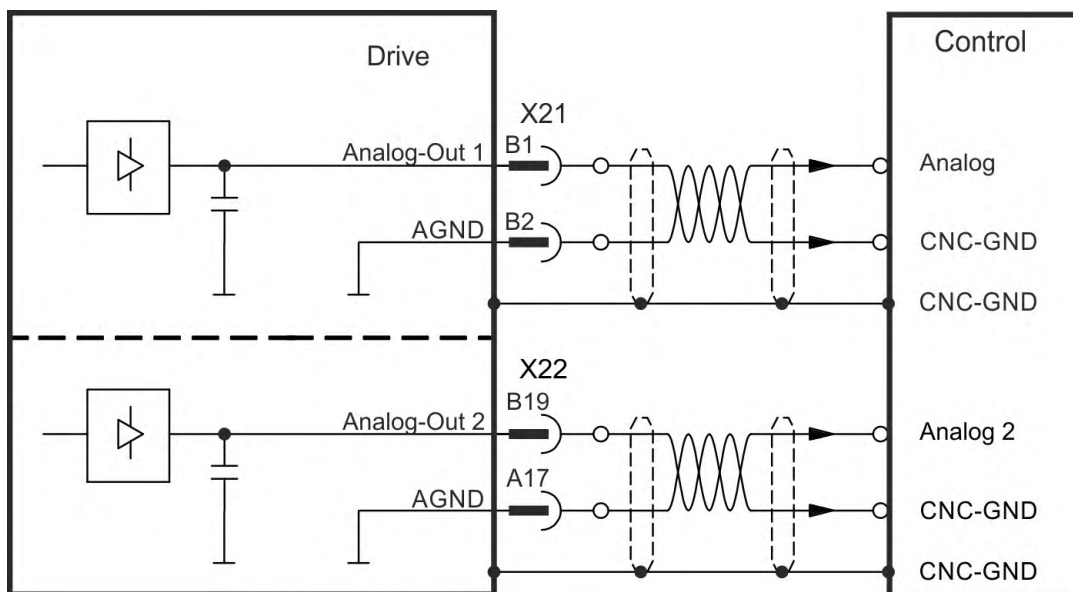 Drive
Control
X21
Analog-Out 1
B1
Analog
AGND
B2
CNC-GND
CNC-GND
X22
Analog-Out 2
B19
Analog 2
AGND
A17
CNC-GND
CNC-GND